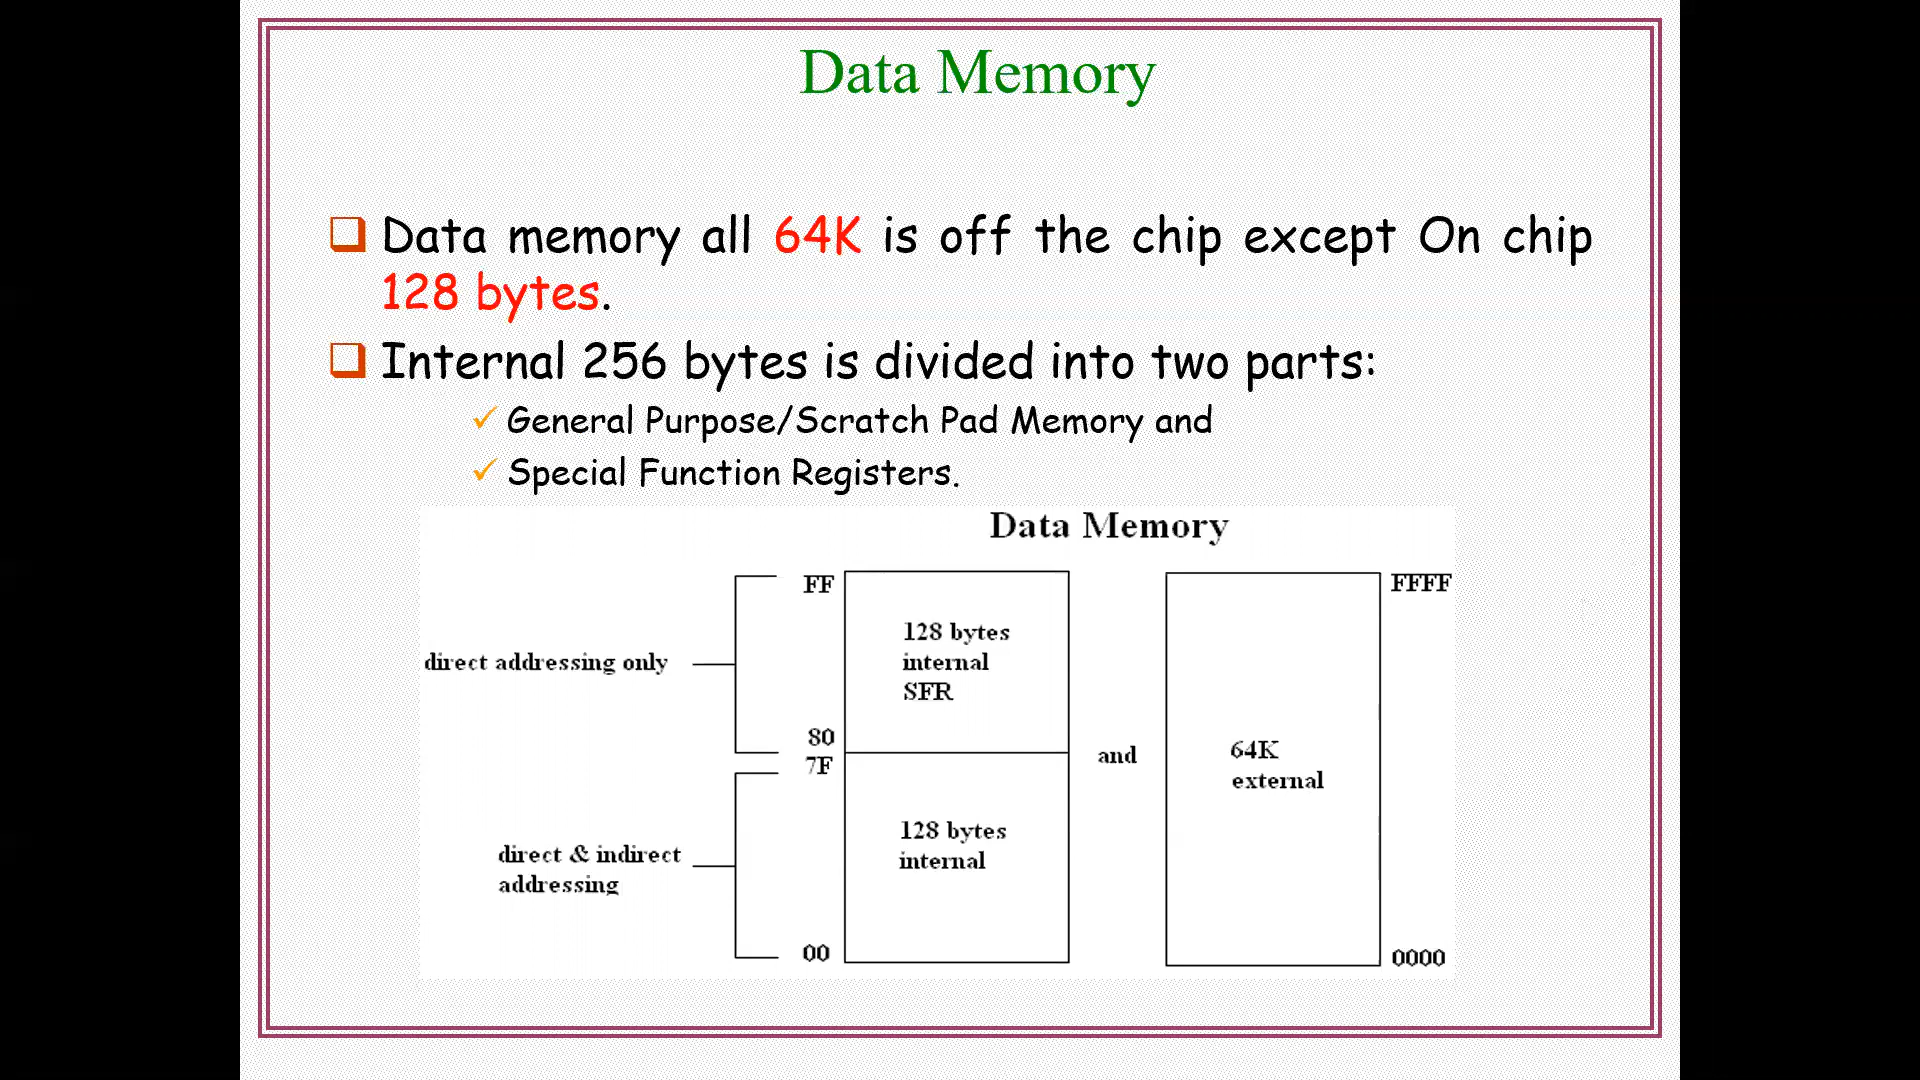 Data Memory
Data memory all 64K is off the chip except On chip
128 bytes.
Internal 256 bytes is divided into two parts:
General Purpose/Scratch Pad Memory and
Special Function Registers.
Data Memory
FF
FFFF
128 bytes
internal
SFR
direct addressing only
80
7F
and
64K
external
128 bytes
internal
direct & indirect
addressing
00
0000